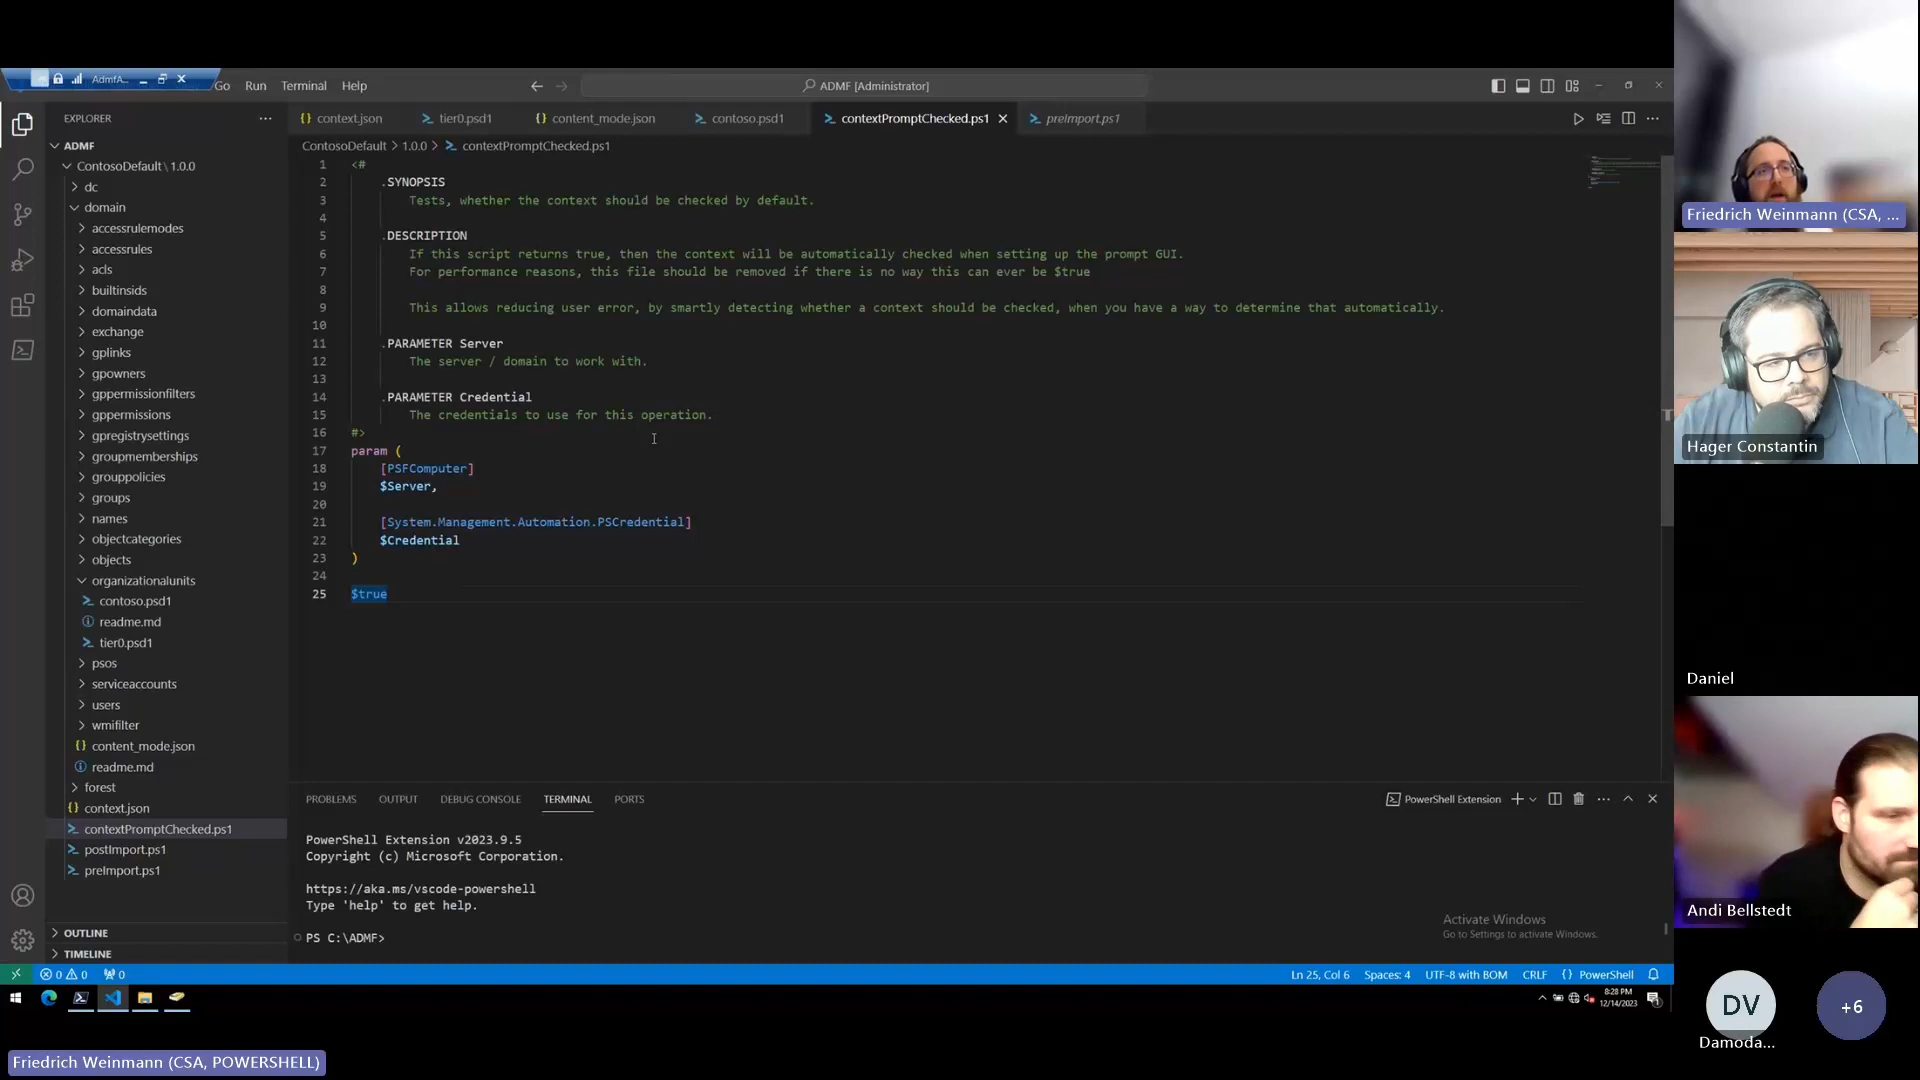 AdmfA...
Go Run Terminal Help
ADMF [Administrator]
EXPLORER
ADMF
ContosoDefault \ 1.0.0
dc
domain
accessrulemodes
accessrules
acls
builtinsids
domaindata
exchange
gplinks
gpowners
gppermissionfilters
gppermissions
gpregistrysettings
groupmemberships
grouppolicies
groups
names
objectcategories
objects
organizationalunits
contoso.psd1
readme.md
tier0.psd1
psos
serviceaccounts
users
wmifilter
content_mode.json
readme.md
forest
context.json
contextPromptChecked.ps1
postImport.ps1
preImport.ps1
OUTLINE
TIMELINE
context.json tier0.psd1 content_mode.json contoso.psd1 contextPromptChecked.ps1 preImport.ps1
ContosoDefault > 1.0.0 > contextPromptChecked.ps1
1 <#
2 .SYNOPSIS
3 Tests, whether the context should be checked by default.
4
5 .DESCRIPTION
6 If this script returns true, then the context will be automatically checked when setting up the prompt GUI.
7 For performance reasons, this file should be removed if there is no way this can ever be $true
8
9 This allows reducing user error, by smartly detecting whether a context should be checked, when you have a way to determine that automatically.
10
11 .PARAMETER Server
12 The server / domain to work with.
13
14 .PARAMETER Credential
15 The credentials to use for this operation.
16 #>
17 param (
18 [PSFComputer]
19 $Server,
20
21 [System.Management.Automation.PSCredential]
22 $Credential
23 )
24
25 $true
PROBLEMS OUTPUT DEBUG CONSOLE TERMINAL PORTS
PowerShell Extension
PowerShell Extension v2023.9.5
Copyright (c) Microsoft Corporation.
https://aka.ms/vscode-powershell
Type 'help' to get help.
PS C:\ADMF>
Activate Windows
Go to Settings to activate Windows.
0 0 0
Ln 25, Col 6 Spaces: 4 UTF-8 with BOM CRLF {} PowerShell
8:28 PM
12/14/2023
Friedrich Weinmann (CSA, POWERSHELL)
Friedrich Weinmann (CSA, ...
Hager Constantin
Daniel
Andi Bellstedt
DV
+6
Damoda...